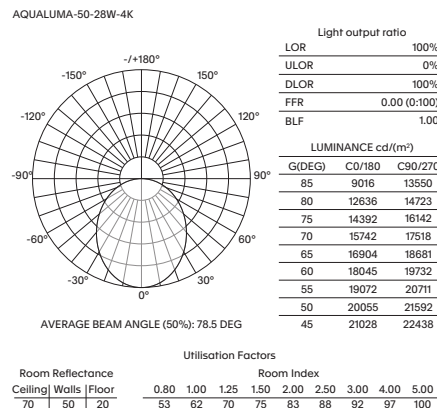 AQUALUMA-50-28W-4K
-/+180°
-150° 150°
-120° 120°
-90° 90°
-60° 60°
-30° 30°
0°
AVERAGE BEAM ANGLE (50%): 78.5 DEG
Light output ratio
LOR 100%
ULOR 0%
DLOR 100%
FFR 0.00 (0:100)
BLF 1.00
LUMINANCE cd/(m²)
G(DEG) C0/180 C90/270
85 9016 13550
80 12636 14723
75 14392 16142
70 15742 17518
65 16904 18681
60 18045 19732
55 19072 20711
50 20055 21592
45 21028 22438
Utilisation Factors
Room Reflectance Room Index
Ceiling Walls Floor 0.80 1.00 1.25 1.50 2.00 2.50 3.00 4.00 5.00
70 50 20 53 62 70 75 83 88 92 97 100